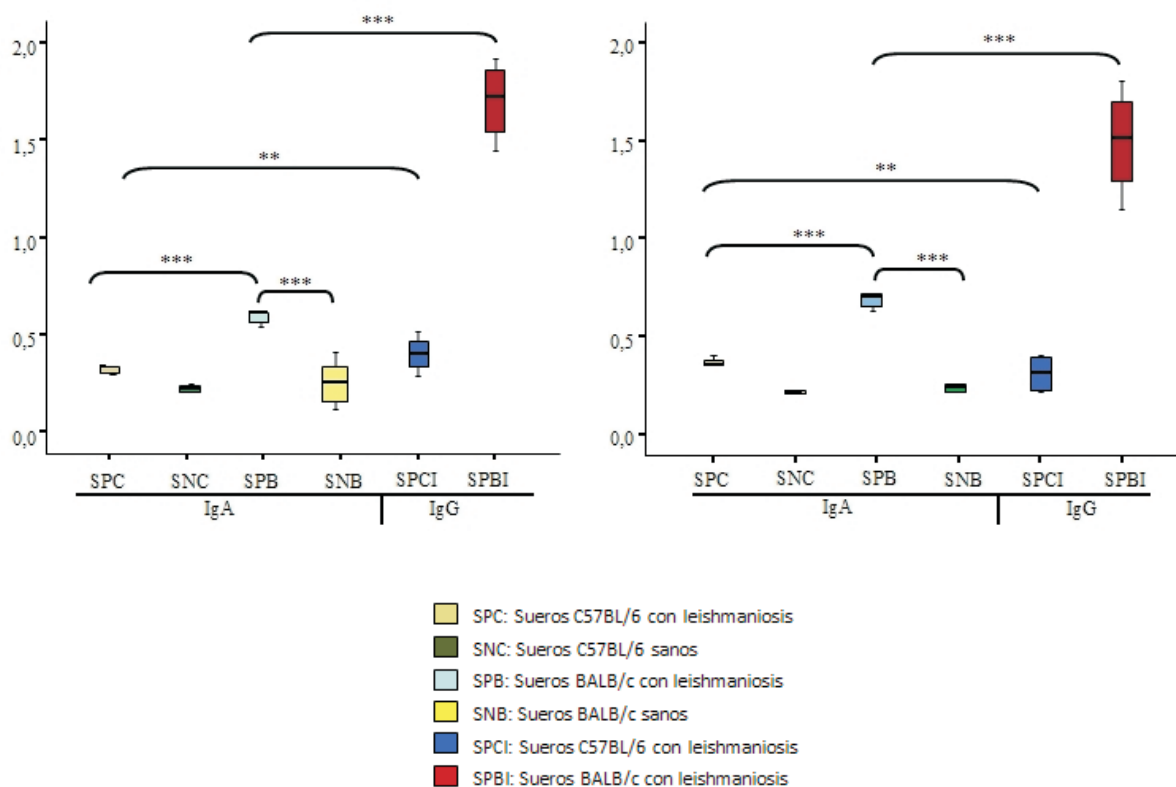 ***
2,0
**
1,5
1,0
***
***
0,5
0,0
SPC SNC SPB SNB SPCI SPBI
IgA IgG
***
2,0
1,5
**
1,0
***
***
0,5
0,0
SPC SNC SPB SNB SPCI SPBI
IgA IgG
SPC: Sueros C57BL/6 con leishmaniosis
SNC: Sueros C57BL/6 sanos
SPB: Sueros BALB/c con leishmaniosis
SNB: Sueros BALB/c sanos
SPCI: Sueros C57BL/6 con leishmaniosis
SPBI: Sueros BALB/c con leishmaniosis